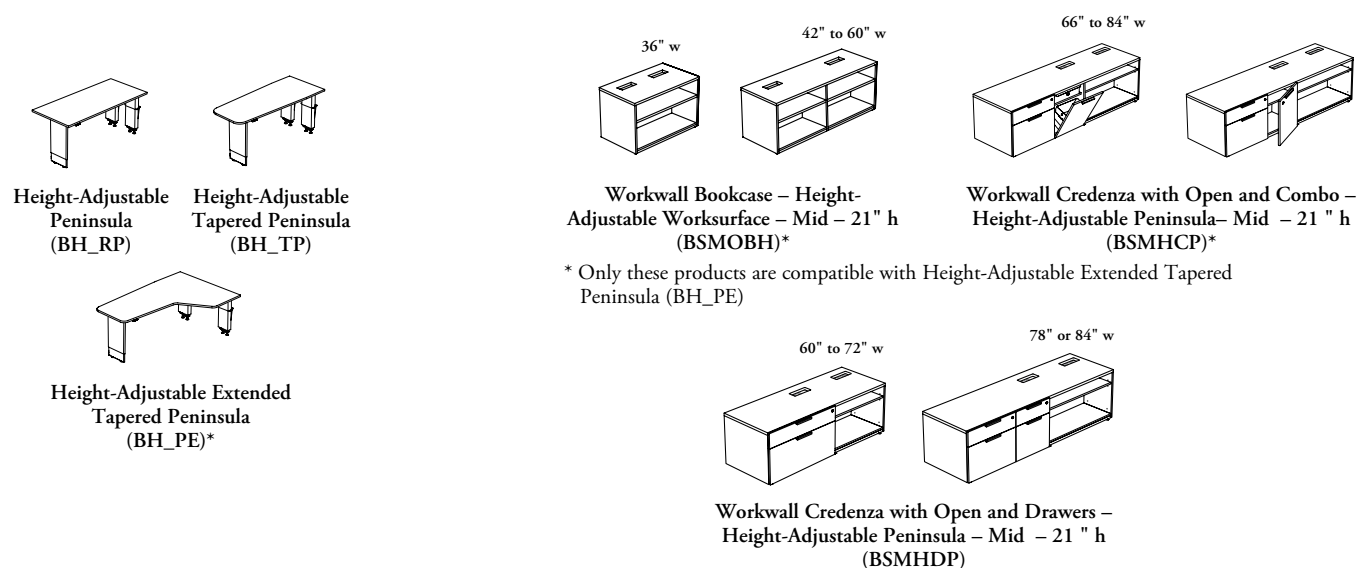 Height-Adjustable
Peninsula
(BH_RP)
Height-Adjustable
Tapered Peninsula
(BH_TP)
Height-Adjustable Extended
Tapered Peninsula
(BH_PE)*
36" w
42" to 60" w
Workwall Bookcase – Height-
Adjustable Worksurface – Mid – 21" h
(BSMOBH)*
66" to 84" w
Workwall Credenza with Open and Combo –
Height-Adjustable Peninsula– Mid – 21 " h
(BSMHCP)*
* Only these products are compatible with Height-Adjustable Extended Tapered
Peninsula (BH_PE)
60" to 72" w
78" or 84" w
Workwall Credenza with Open and Drawers –
Height-Adjustable Peninsula – Mid – 21 " h
(BSMHDP)